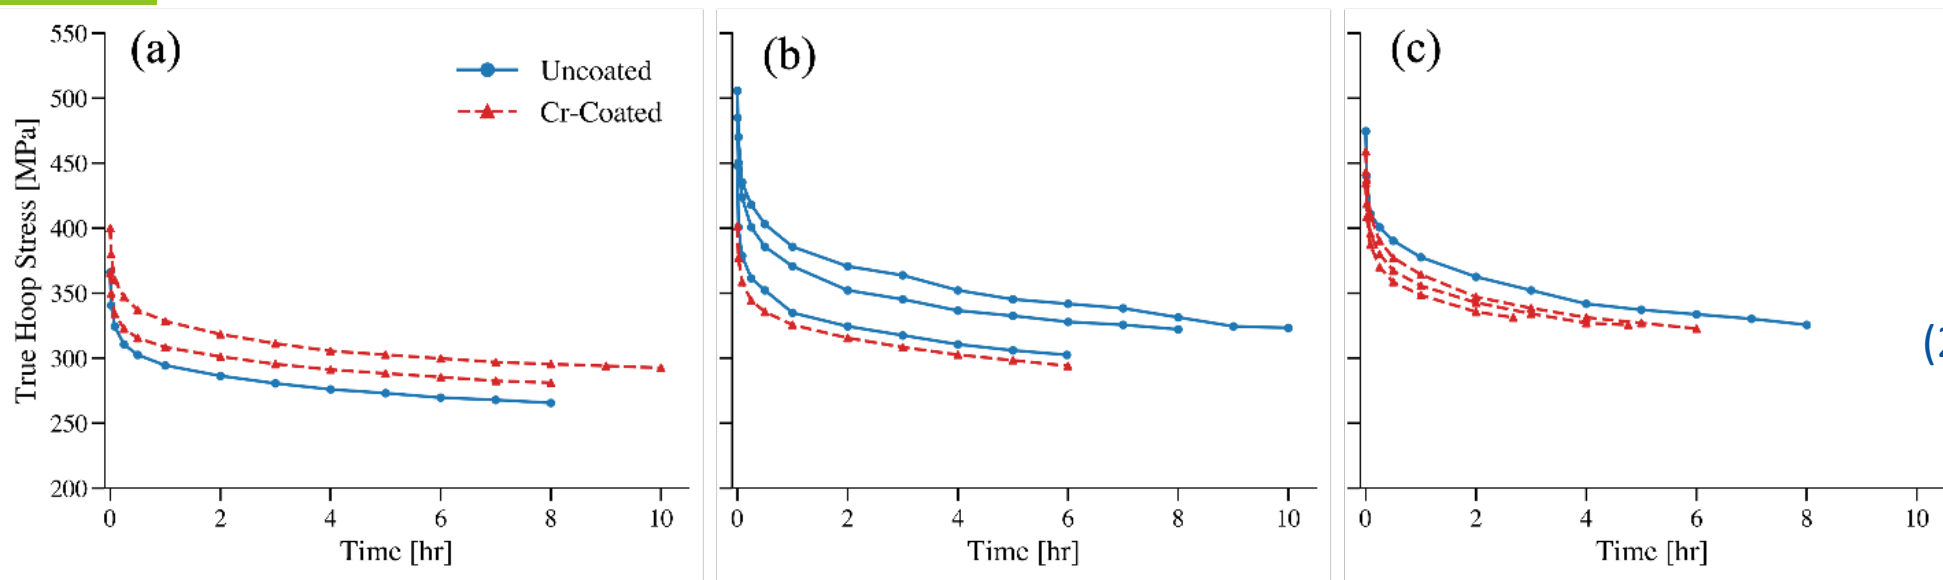 (a)
Uncoated
Cr-Coated
True Hoop Stress [MPa]
550
500
450
400
350
300
250
200
0 2 4 6 8 10
Time [hr]
(b)
0 2 4 6 8 10
Time [hr]
(c)
0 2 4 6 8 10
Time [hr]